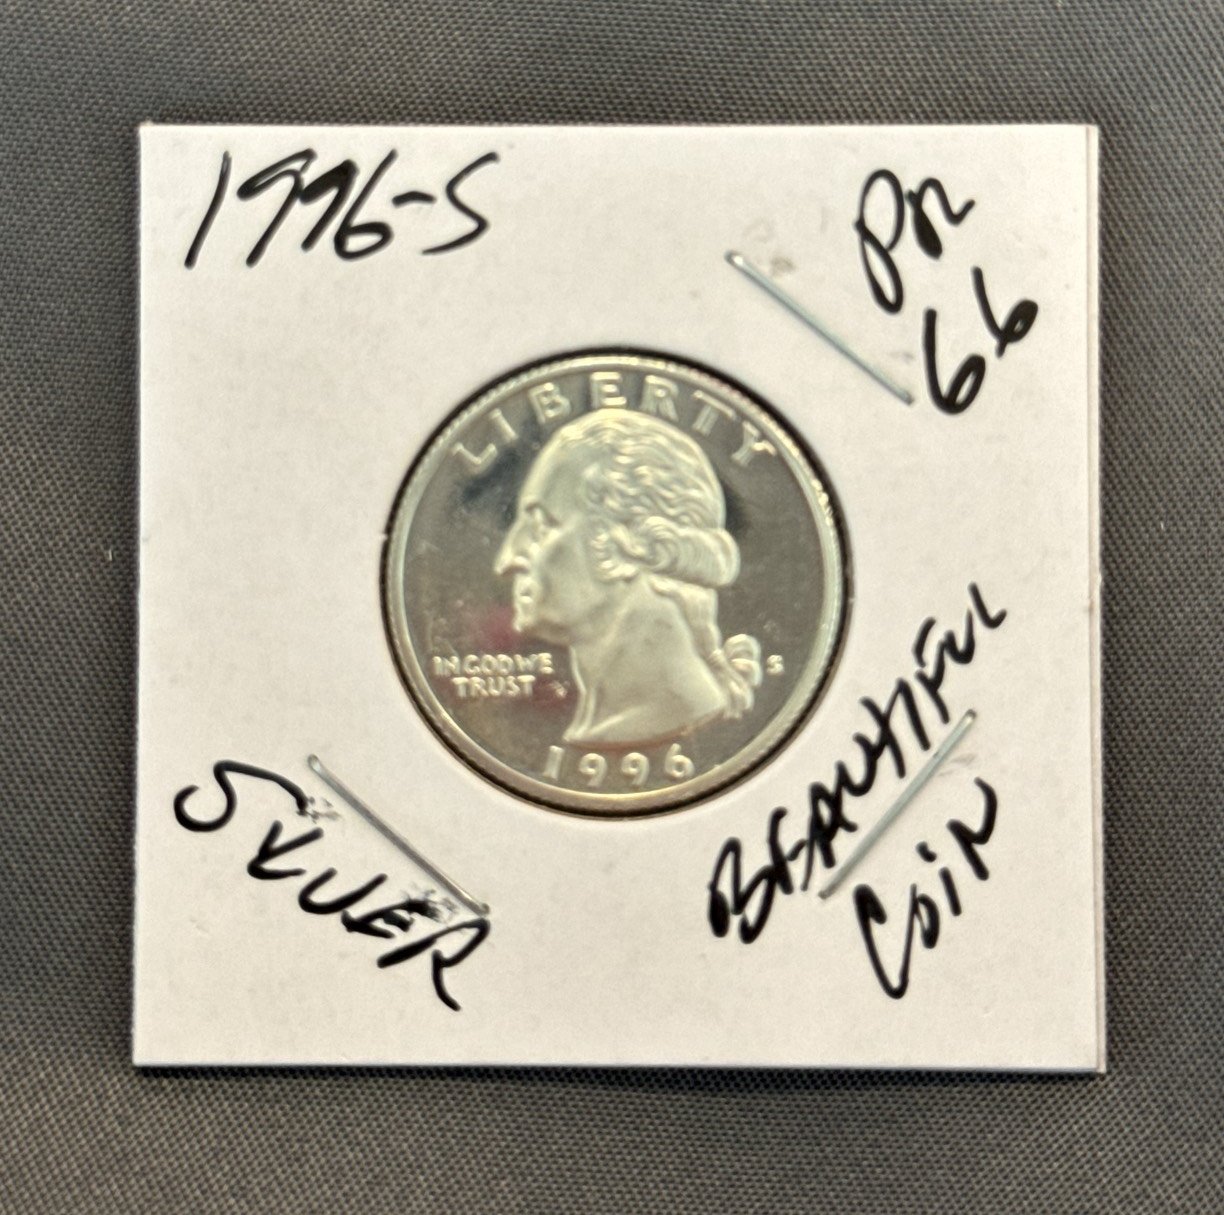 1996-S
PR
66
LIBERTY
IN GOD WE
TRUST
S
1996
SILVER
BEAUTIFUL
COIN